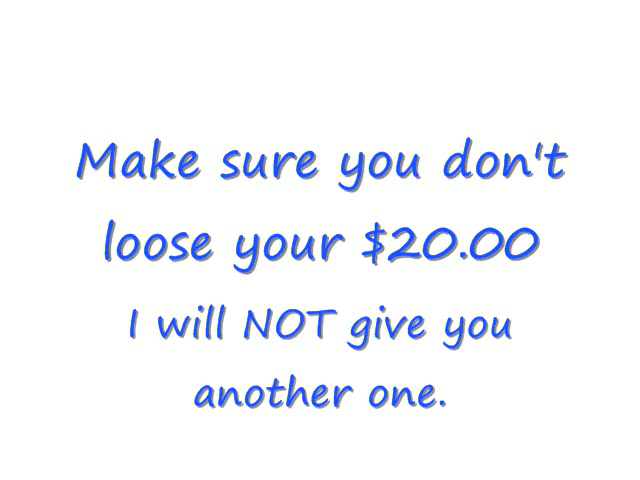 Make sure you don't
loose your $20.00
I will NOT give you
another one.